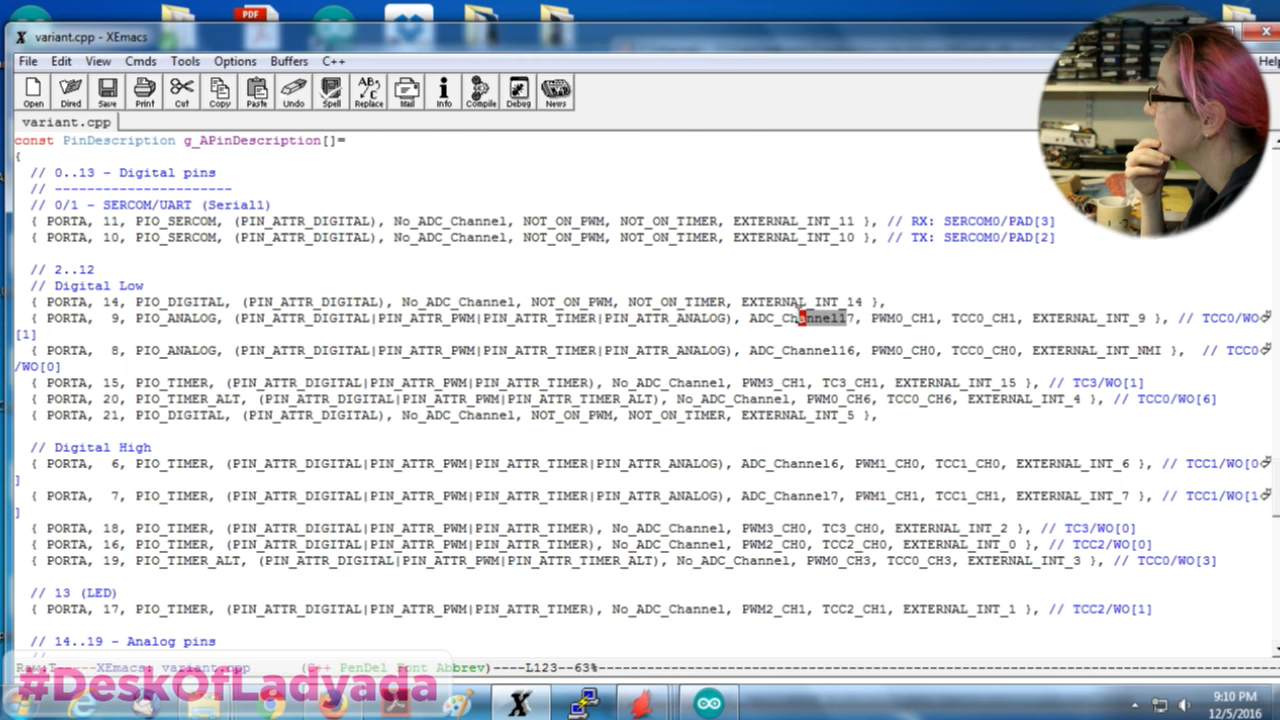 PDF
variant.cpp - XEmacs
File Edit View Cmds Tools Options Buffers C++ Help
Open Dired Save Print Cut Copy Paste Undo Spell Replace Mail Info Compile Debug News
variant.cpp
const PinDescription g_APinDescription[]=
{
// 0..13 - Digital pins
// ----------------------
// 0/1 - SERCOM/UART (Serial1)
{ PORTA, 11, PIO_SERCOM, (PIN_ATTR_DIGITAL), No_ADC_Channel, NOT_ON_PWM, NOT_ON_TIMER, EXTERNAL_INT_11 }, // RX: SERCOM0/PAD[3]
{ PORTA, 10, PIO_SERCOM, (PIN_ATTR_DIGITAL), No_ADC_Channel, NOT_ON_PWM, NOT_ON_TIMER, EXTERNAL_INT_10 }, // TX: SERCOM0/PAD[2]
// 2..12
// Digital Low
{ PORTA, 14, PIO_DIGITAL, (PIN_ATTR_DIGITAL), No_ADC_Channel, NOT_ON_PWM, NOT_ON_TIMER, EXTERNAL_INT_14 },
{ PORTA, 9, PIO_ANALOG, (PIN_ATTR_DIGITAL|PIN_ATTR_PWM|PIN_ATTR_TIMER|PIN_ATTR_ANALOG), ADC_Channel17, PWM0_CH1, TCC0_CH1, EXTERNAL_INT_9 }, // TCC0/WO
[1]
{ PORTA, 8, PIO_ANALOG, (PIN_ATTR_DIGITAL|PIN_ATTR_PWM|PIN_ATTR_TIMER|PIN_ATTR_ANALOG), ADC_Channel16, PWM0_CH0, TCC0_CH0, EXTERNAL_INT_NMI }, // TCC0
/WO[0]
{ PORTA, 15, PIO_TIMER, (PIN_ATTR_DIGITAL|PIN_ATTR_PWM|PIN_ATTR_TIMER), No_ADC_Channel, PWM3_CH1, TC3_CH1, EXTERNAL_INT_15 }, // TC3/WO[1]
{ PORTA, 20, PIO_TIMER_ALT, (PIN_ATTR_DIGITAL|PIN_ATTR_PWM|PIN_ATTR_TIMER_ALT), No_ADC_Channel, PWM0_CH6, TCC0_CH6, EXTERNAL_INT_4 }, // TCC0/WO[6]
{ PORTA, 21, PIO_DIGITAL, (PIN_ATTR_DIGITAL), No_ADC_Channel, NOT_ON_PWM, NOT_ON_TIMER, EXTERNAL_INT_5 },
// Digital High
{ PORTA, 6, PIO_TIMER, (PIN_ATTR_DIGITAL|PIN_ATTR_PWM|PIN_ATTR_TIMER|PIN_ATTR_ANALOG), ADC_Channel6, PWM1_CH0, TCC1_CH0, EXTERNAL_INT_6 }, // TCC1/WO[0
]
{ PORTA, 7, PIO_TIMER, (PIN_ATTR_DIGITAL|PIN_ATTR_PWM|PIN_ATTR_TIMER|PIN_ATTR_ANALOG), ADC_Channel7, PWM1_CH1, TCC1_CH1, EXTERNAL_INT_7 }, // TCC1/WO[1
]
{ PORTA, 18, PIO_TIMER, (PIN_ATTR_DIGITAL|PIN_ATTR_PWM|PIN_ATTR_TIMER), No_ADC_Channel, PWM3_CH0, TC3_CH0, EXTERNAL_INT_2 }, // TC3/WO[0]
{ PORTA, 16, PIO_TIMER, (PIN_ATTR_DIGITAL|PIN_ATTR_PWM|PIN_ATTR_TIMER), No_ADC_Channel, PWM2_CH0, TCC2_CH0, EXTERNAL_INT_0 }, // TCC2/WO[0]
{ PORTA, 19, PIO_TIMER_ALT, (PIN_ATTR_DIGITAL|PIN_ATTR_PWM|PIN_ATTR_TIMER_ALT), No_ADC_Channel, PWM0_CH3, TCC0_CH3, EXTERNAL_INT_3 }, // TCC0/WO[3]
// 13 (LED)
{ PORTA, 17, PIO_TIMER, (PIN_ATTR_DIGITAL|PIN_ATTR_PWM|PIN_ATTR_TIMER), No_ADC_Channel, PWM2_CH1, TCC2_CH1, EXTERNAL_INT_1 }, // TCC2/WO[1]
// 14..19 - Analog pins
Raw:T-----XEmacs: variant.cpp (C++ PenDel Font Abbrev)----L123--63%
#DeskOfLadyada
9:10 PM
12/5/2016